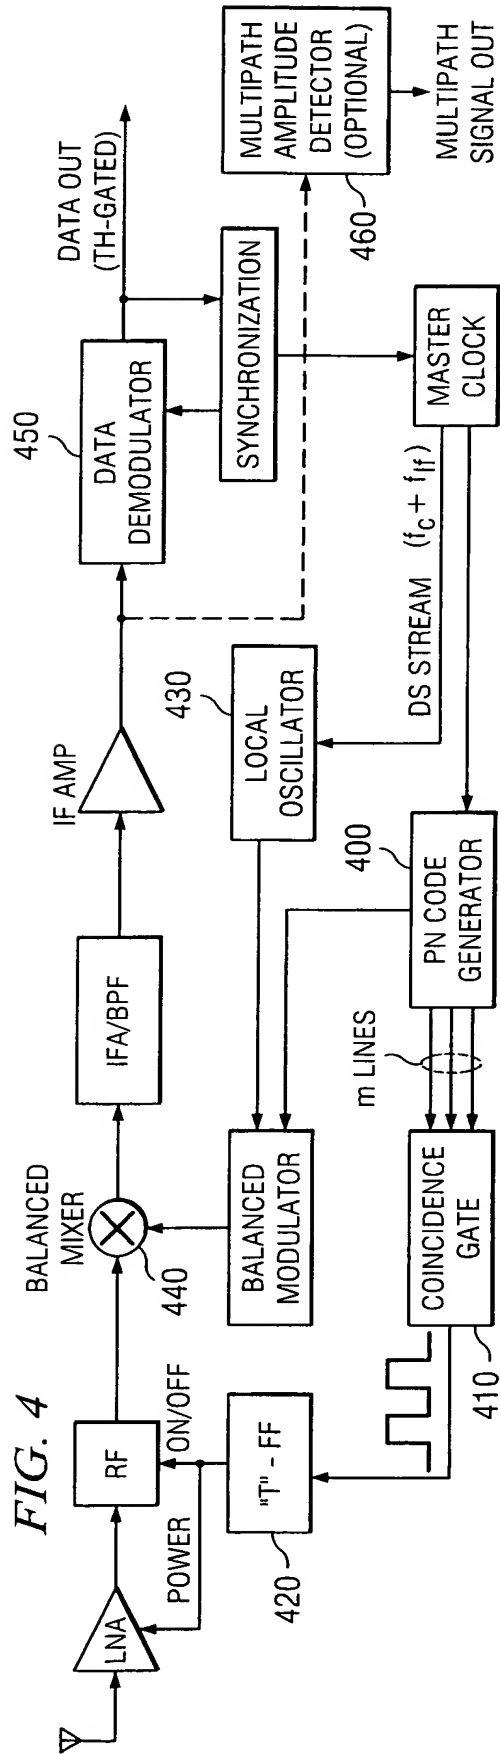 FIG. 4
LNA
POWER
RF
ON/OFF
BALANCED
MIXER
440
IFA/BPF
IF AMP
450
DATA
DEMODULATOR
DATA OUT
(TH-GATED)
"T" - FF
420
BALANCED
MODULATOR
LOCAL
OSCILLATOR
430
SYNCHRONIZATION
MULTIPATH
AMPLITUDE
DETECTOR
(OPTIONAL)
460
MULTIPATH
SIGNAL OUT
410
COINCIDENCE
GATE
m LINES
400
PN CODE
GENERATOR
DS STREAM (fc + fIf)
MASTER
CLOCK